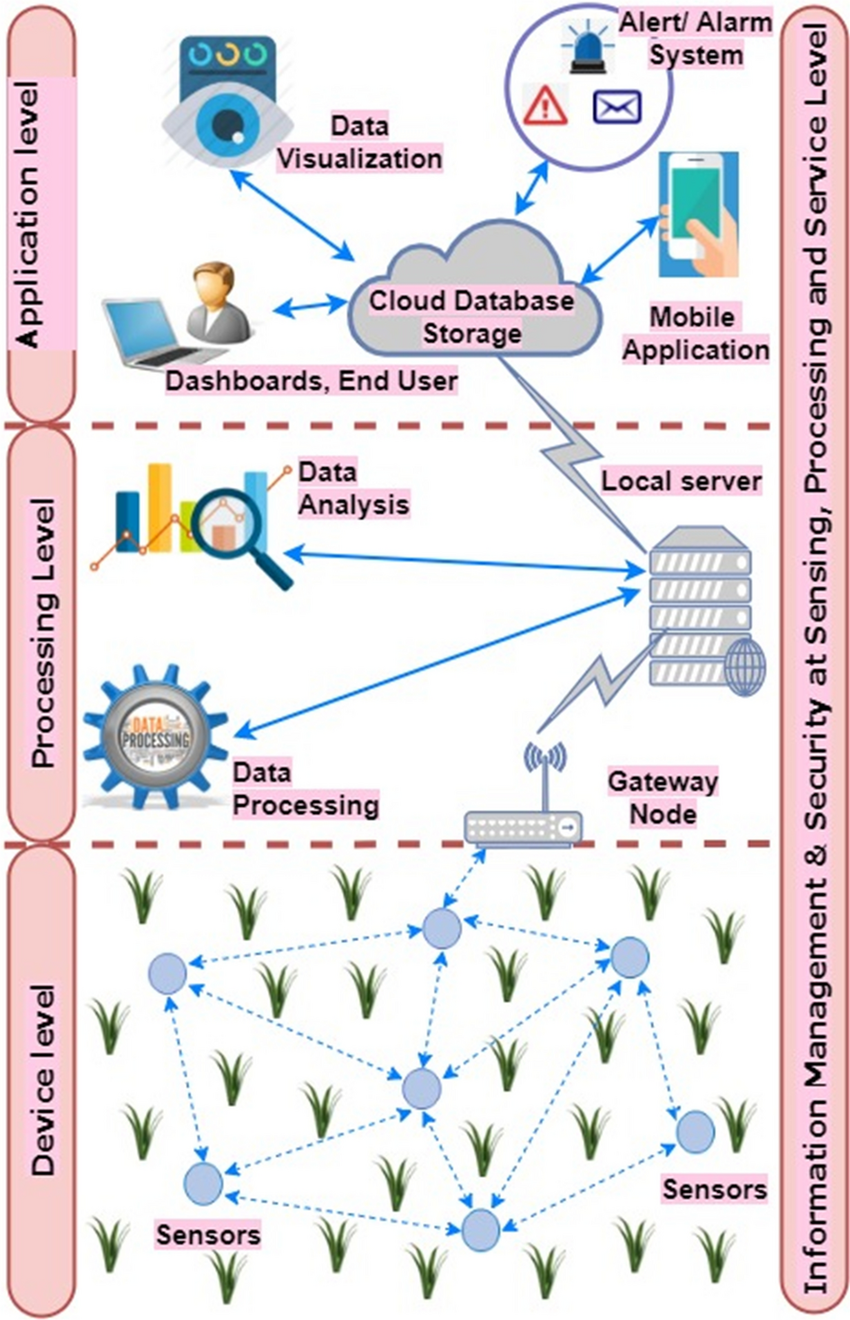 Application level
Data
Visualization
Alert/ Alarm
System
Cloud Database
Storage
Mobile
Application
Dashboards, End User
Processing Level
Data
Analysis
Local server
DATA
PROCESSING
Data
Processing
Gateway
Node
Device level
Sensors
Sensors
Information Management & Security at Sensing, Processing and Service Level